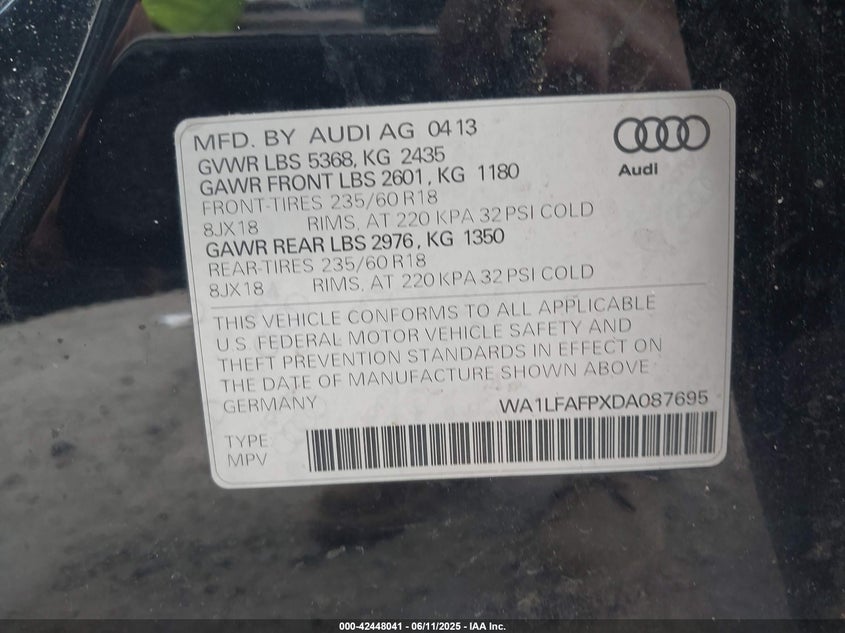 MFD. BY AUDI AG 04 13
GVWR LBS 5368, KG 2435
GAWR FRONT LBS 2601, KG 1180
FRONT-TIRES 235/60 R18
8JX18 RIMS, AT 220 KPA 32 PSI COLD
GAWR REAR LBS 2976, KG 1350
REAR-TIRES 235/60 R18
8JX18 RIMS, AT 220 KPA 32 PSI COLD
Audi
THIS VEHICLE CONFORMS TO ALL APPLICABLE
U.S. FEDERAL MOTOR VEHICLE SAFETY AND
THEFT PREVENTION STANDARDS IN EFFECT ON
THE DATE OF MANUFACTURE SHOWN ABOVE
GERMANY WA1LFAFPXDA087695
TYPE:
MPV
000-42448041 - 06/11/2025 - IAA Inc.